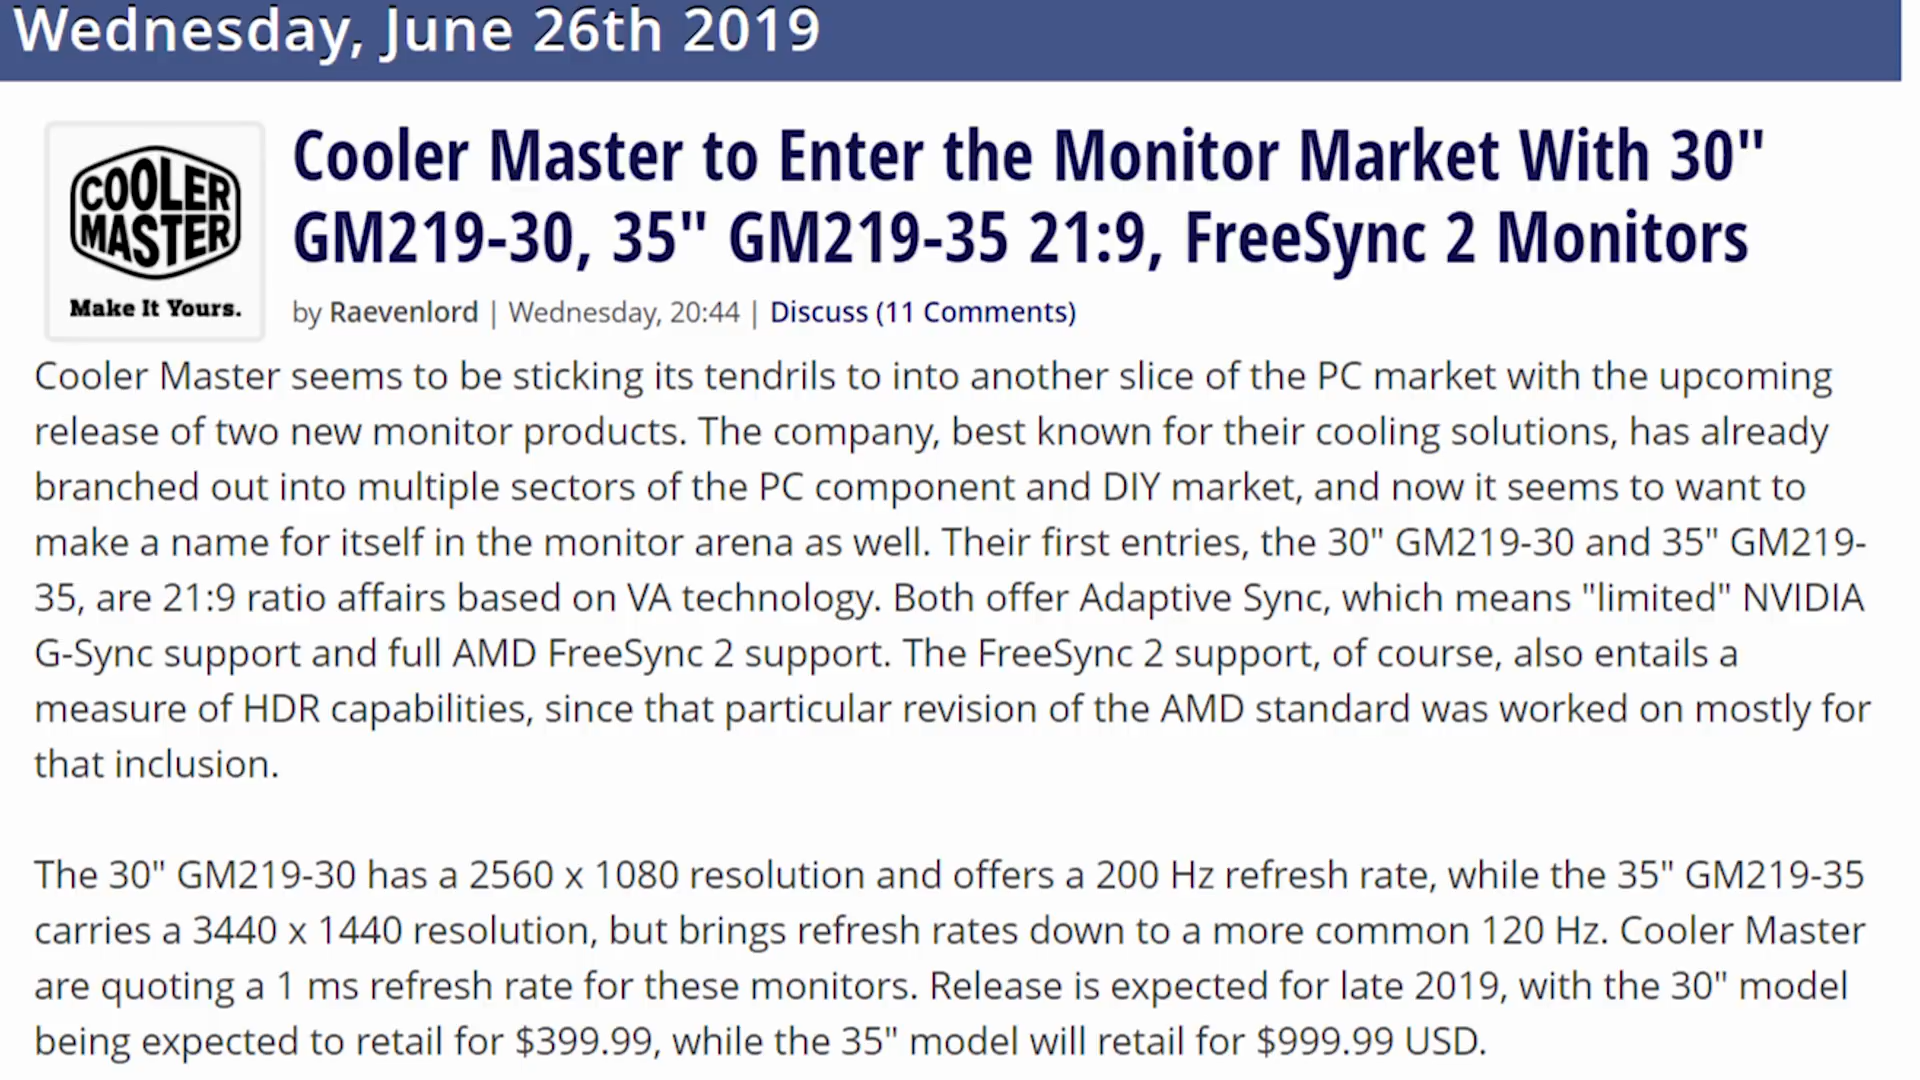 Wednesday, June 26th 2019
COOLER
MASTER
Make It Yours.
Cooler Master to Enter the Monitor Market With 30"
GM219-30, 35" GM219-35 21:9, FreeSync 2 Monitors
by Raevenlord | Wednesday, 20:44 | Discuss (11 Comments)
Cooler Master seems to be sticking its tendrils to into another slice of the PC market with the upcoming
release of two new monitor products. The company, best known for their cooling solutions, has already
branched out into multiple sectors of the PC component and DIY market, and now it seems to want to
make a name for itself in the monitor arena as well. Their first entries, the 30" GM219-30 and 35" GM219-
35, are 21:9 ratio affairs based on VA technology. Both offer Adaptive Sync, which means "limited" NVIDIA
G-Sync support and full AMD FreeSync 2 support. The FreeSync 2 support, of course, also entails a
measure of HDR capabilities, since that particular revision of the AMD standard was worked on mostly for
that inclusion.
The 30" GM219-30 has a 2560 x 1080 resolution and offers a 200 Hz refresh rate, while the 35" GM219-35
carries a 3440 x 1440 resolution, but brings refresh rates down to a more common 120 Hz. Cooler Master
are quoting a 1 ms refresh rate for these monitors. Release is expected for late 2019, with the 30" model
being expected to retail for $399.99, while the 35" model will retail for $999.99 USD.